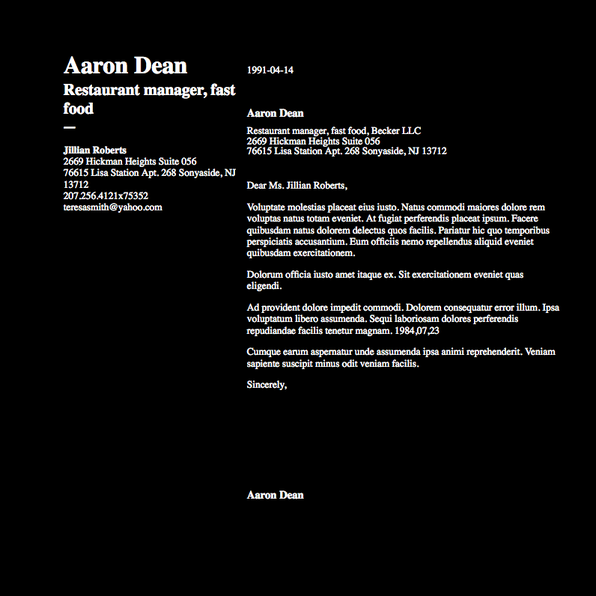 Aaron Dean
Restaurant manager, fast
food
Jillian Roberts
2669 Hickman Heights Suite 056
76615 Lisa Station Apt. 268 Sonyaside, NJ
13712
207.256.4121x75352
teresasmith@yahoo.com
1991-04-14
Aaron Dean
Restaurant manager, fast food, Becker LLC
2669 Hickman Heights Suite 056
76615 Lisa Station Apt. 268 Sonyaside, NJ 13712
Dear Ms. Jillian Roberts,
Voluptate molestias placeat eius iusto. Natus commodi maiores dolore rem
voluptas natus totam eveniet. At fugiat perferendis placeat ipsum. Facere
quibusdam natus dolorem delectus quos facilis. Pariatur hic quo temporibus
perspiciatis accusantium. Eum officiis nemo repellendus aliquid eveniet
quibusdam exercitationem.
Dolorum officia iusto amet itaque ex. Sit exercitationem eveniet quas
eligendi.
Ad provident dolore impedit commodi. Dolorem consequatur error illum. Ipsa
voluptatum libero assumenda. Sequi laboriosam dolores perferendis
repudiandae facilis tenetur magnam. 1984,07,23
Cumque earum aspernatur unde assumenda ipsa animi reprehenderit. Veniam
sapiente suscipit minus odit veniam facilis.
Sincerely,
Aaron Dean